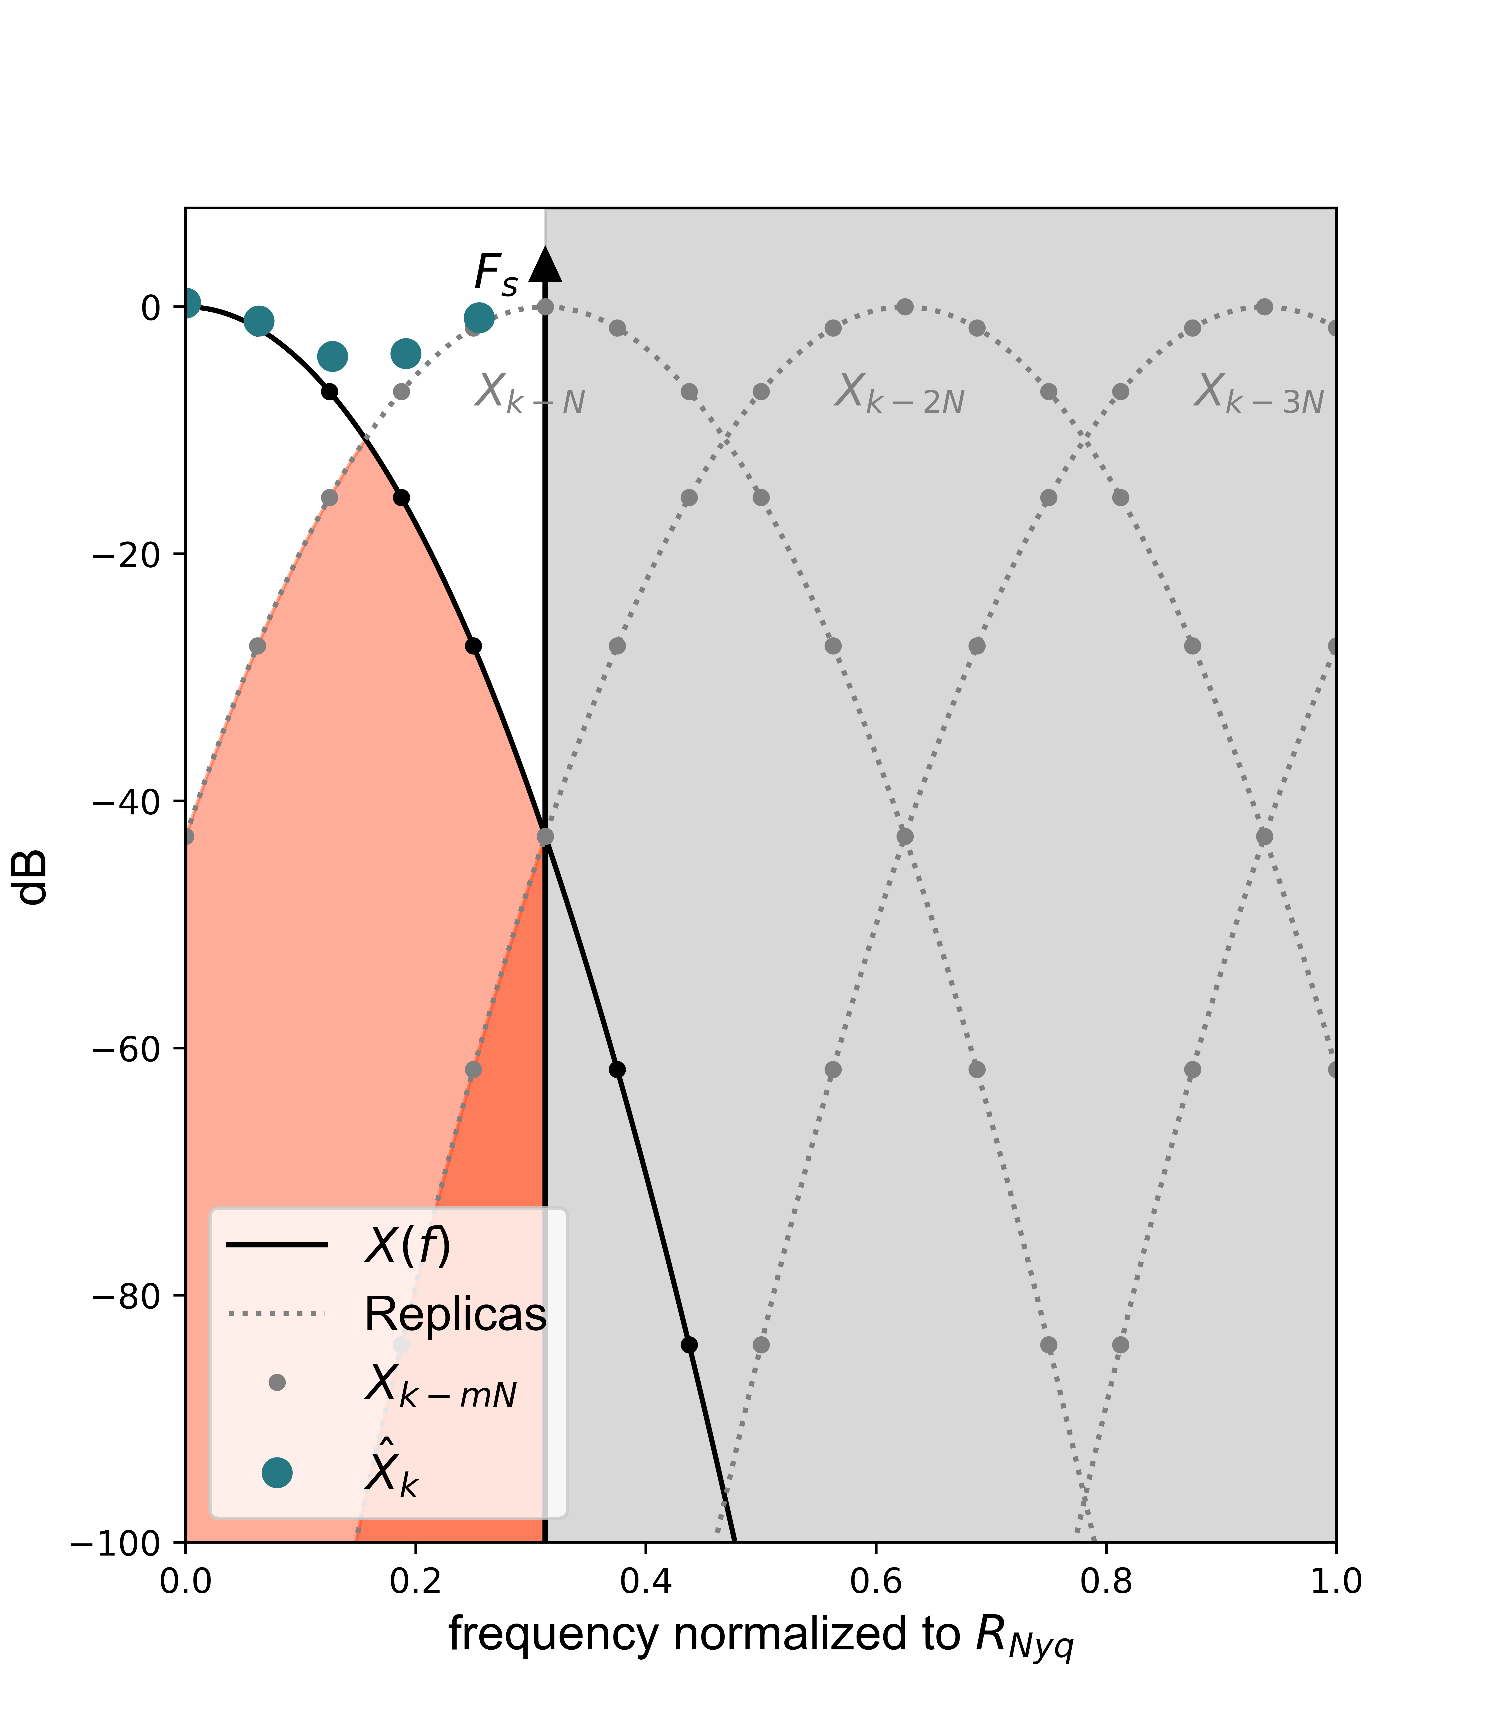 F_s
X_{k-N}
X_{k-2N}
X_{k-3N}
0
−20
−40
−60
−80
−100
dB
X(f)
Replicas
X_{k-mN}
X̂_k
0.0
0.2
0.4
0.6
0.8
1.0
frequency normalized to R_{Nyq}